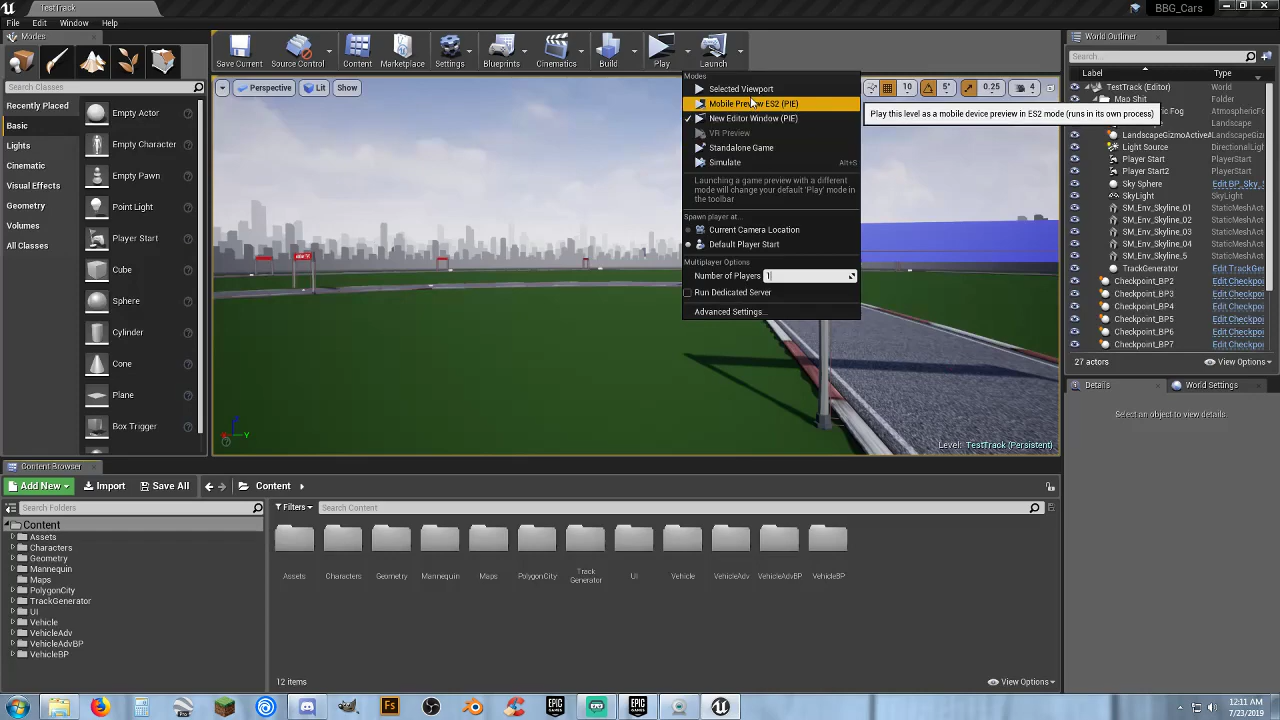 TestTrack
BBG_Cars
File Edit Window Help
Modes
Search Classes
Recently Placed
Basic
Lights
Cinematic
Visual Effects
Geometry
Volumes
All Classes
Empty Actor
Empty Character
Empty Pawn
Point Light
Player Start
Cube
Sphere
Cylinder
Cone
Plane
Box Trigger
Save Current
Source Control
Content
Marketplace
Settings
Blueprints
Cinematics
Build
Play
Launch
Perspective
Lit
Show
10
5°
0.25
4
Modes
Selected Viewport
Mobile Preview ES2 (PIE)
New Editor Window (PIE)
VR Preview
Standalone Game
Simulate Alt+S
Launching a game preview with a different
mode will change your default 'Play' mode in
the toolbar
Spawn player at...
Current Camera Location
Default Player Start
Multiplayer Options
Number of Players 1
Run Dedicated Server
Advanced Settings...
Play this level as a mobile device preview in ES2 mode (runs in its own process)
Level: TestTrack (Persistent)
World Outliner
Search...
Label Type
TestTrack (Editor) World
Map Shit Folder
Landscape
LandscapeGizmoActiveA
Light Source DirectionalLight
Player Start PlayerStart
Player Start2 PlayerStart
Sky Sphere Edit BP_Sky_S
SkyLight SkyLight
SM_Env_Skyline_01 StaticMeshAct
SM_Env_Skyline_02 StaticMeshAct
SM_Env_Skyline_03 StaticMeshAct
SM_Env_Skyline_04 StaticMeshAct
SM_Env_Skyline_5 StaticMeshAct
TrackGenerator Edit TrackGen
Checkpoint_BP2 Edit Checkpoi
Checkpoint_BP3 Edit Checkpoi
Checkpoint_BP4 Edit Checkpoi
Checkpoint_BP5 Edit Checkpoi
Checkpoint_BP6 Edit Checkpoi
Checkpoint_BP7 Edit Checkpoi
27 actors
View Options
Details
World Settings
Select an object to view details.
Content Browser
Add New
Import
Save All
Content
Search Folders
Filters
Search Content
Content
Assets
Characters
Geometry
Mannequin
Maps
PolygonCity
TrackGenerator
UI
Vehicle
VehicleAdv
VehicleAdvBP
VehicleBP
Assets
Characters
Geometry
Mannequin
Maps
PolygonCity
Track
Generator
UI
Vehicle
VehicleAdv
VehicleAdvBP
VehicleBP
12 items
View Options
Pro
Fs
EPIC
GAMES
EPIC
GAMES
12:11 AM
7/23/2019